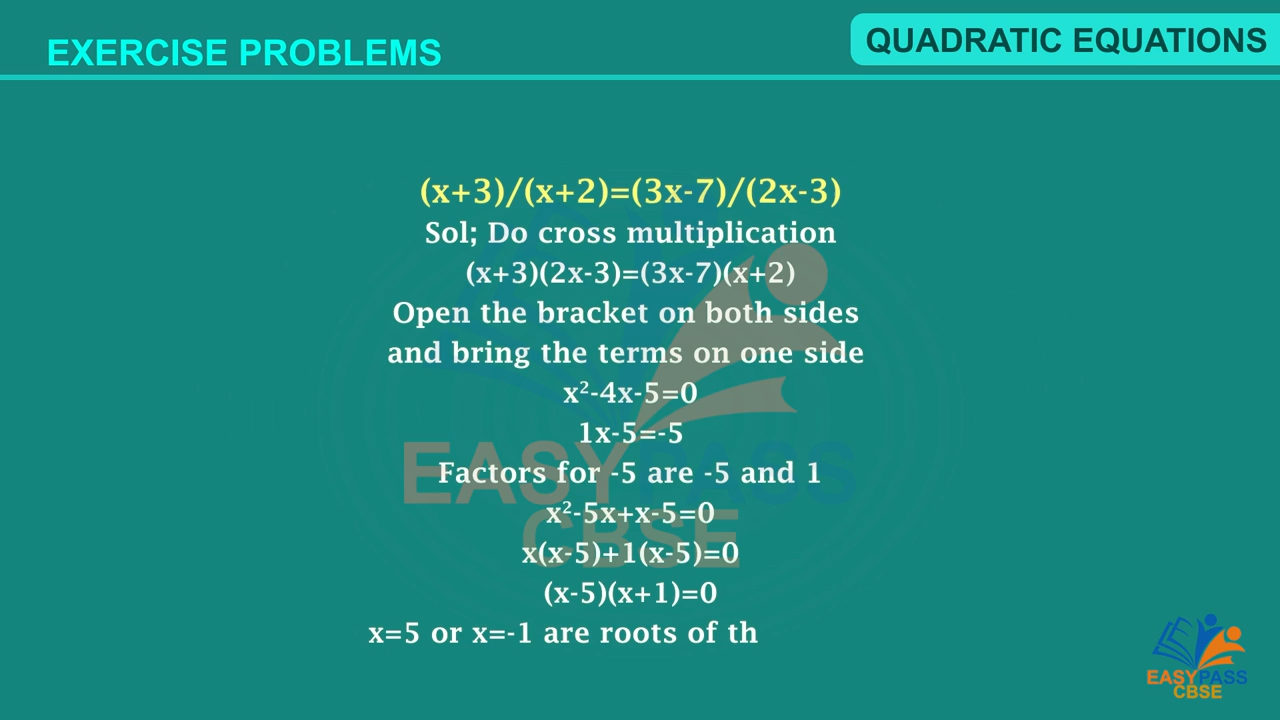 EXERCISE PROBLEMS
QUADRATIC EQUATIONS
(x+3)/(x+2)=(3x-7)/(2x-3)
Sol; Do cross multiplication
(x+3)(2x-3)=(3x-7)(x+2)
Open the bracket on both sides
and bring the terms on one side
x²-4x-5=0
1x-5=-5
Factors for -5 are -5 and 1
x²-5x+x-5=0
x(x-5)+1(x-5)=0
(x-5)(x+1)=0
x=5 or x=-1 are roots of th
EASYPASS
CBSE
EASYPASS
CBSE